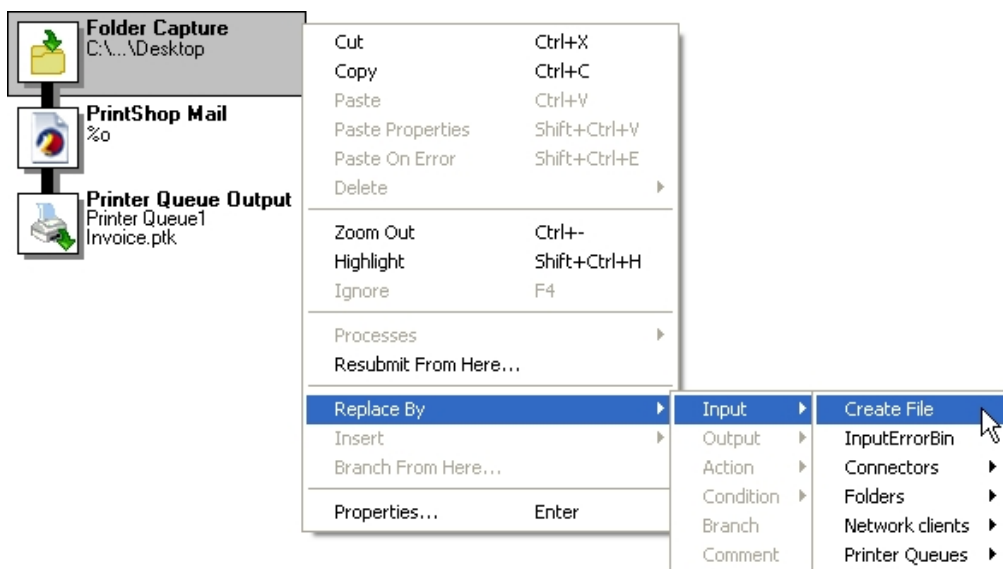 Folder Capture
C:\...\Desktop
PrintShop Mail
%o
Printer Queue Output
Printer Queue1
Invoice.ptk
Cut Ctrl+X
Copy Ctrl+C
Paste Ctrl+V
Paste Properties Shift+Ctrl+V
Paste On Error Shift+Ctrl+E
Delete
Zoom Out Ctrl+-
Highlight Shift+Ctrl+H
Ignore F4
Processes
Resubmit From Here...
Replace By
Insert
Branch From Here...
Properties... Enter
Input
Output
Action
Condition
Branch
Comment
Create File
InputErrorBin
Connectors
Folders
Network clients
Printer Queues